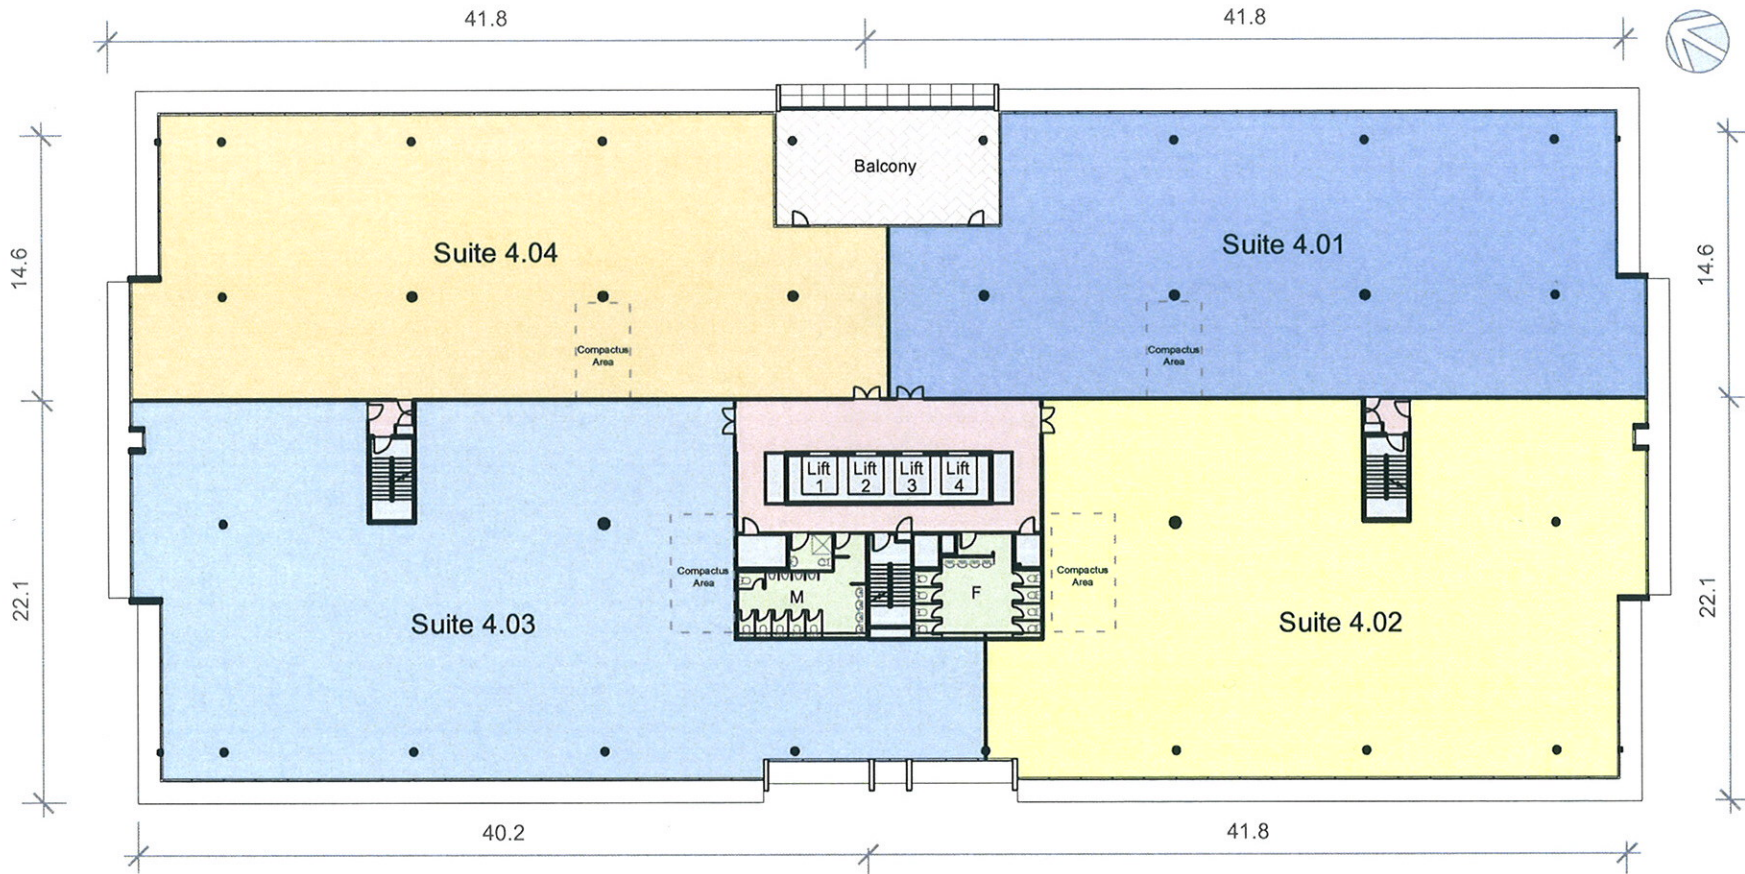 41.8
41.8
Balcony
Suite 4.04
Suite 4.01
14.6
14.6
Compactus
Area
Compactus
Area
Lift
1
Lift
2
Lift
3
Lift
4
Compactus
Area
Compactus
Area
M
F
22.1
22.1
Suite 4.03
Suite 4.02
40.2
41.8